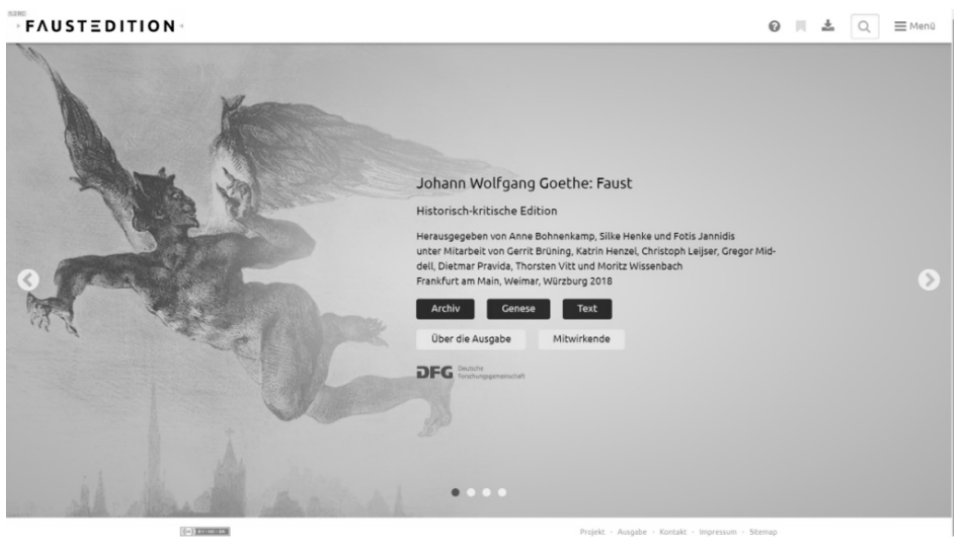 FAUSTEDITION
Menü
Johann Wolfgang Goethe: Faust
Historisch-kritische Edition
Herausgegeben von Anne Bohnenkamp, Silke Henke und Fotis Jannidis
unter Mitarbeit von Gerrit Brüning, Katrin Henzel, Christoph Leijser, Gregor Mid-
dell, Dietmar Pravida, Thorsten Vitt und Moritz Wissenbach
Frankfurt am Main, Weimar, Würzburg 2018
Archiv Genese Text
Über die Ausgabe Mitwirkende
DFG Deutsche
Forschungsgemeinschaft
Projekt · Ausgabe · Kontakt · Impressum · Sitemap